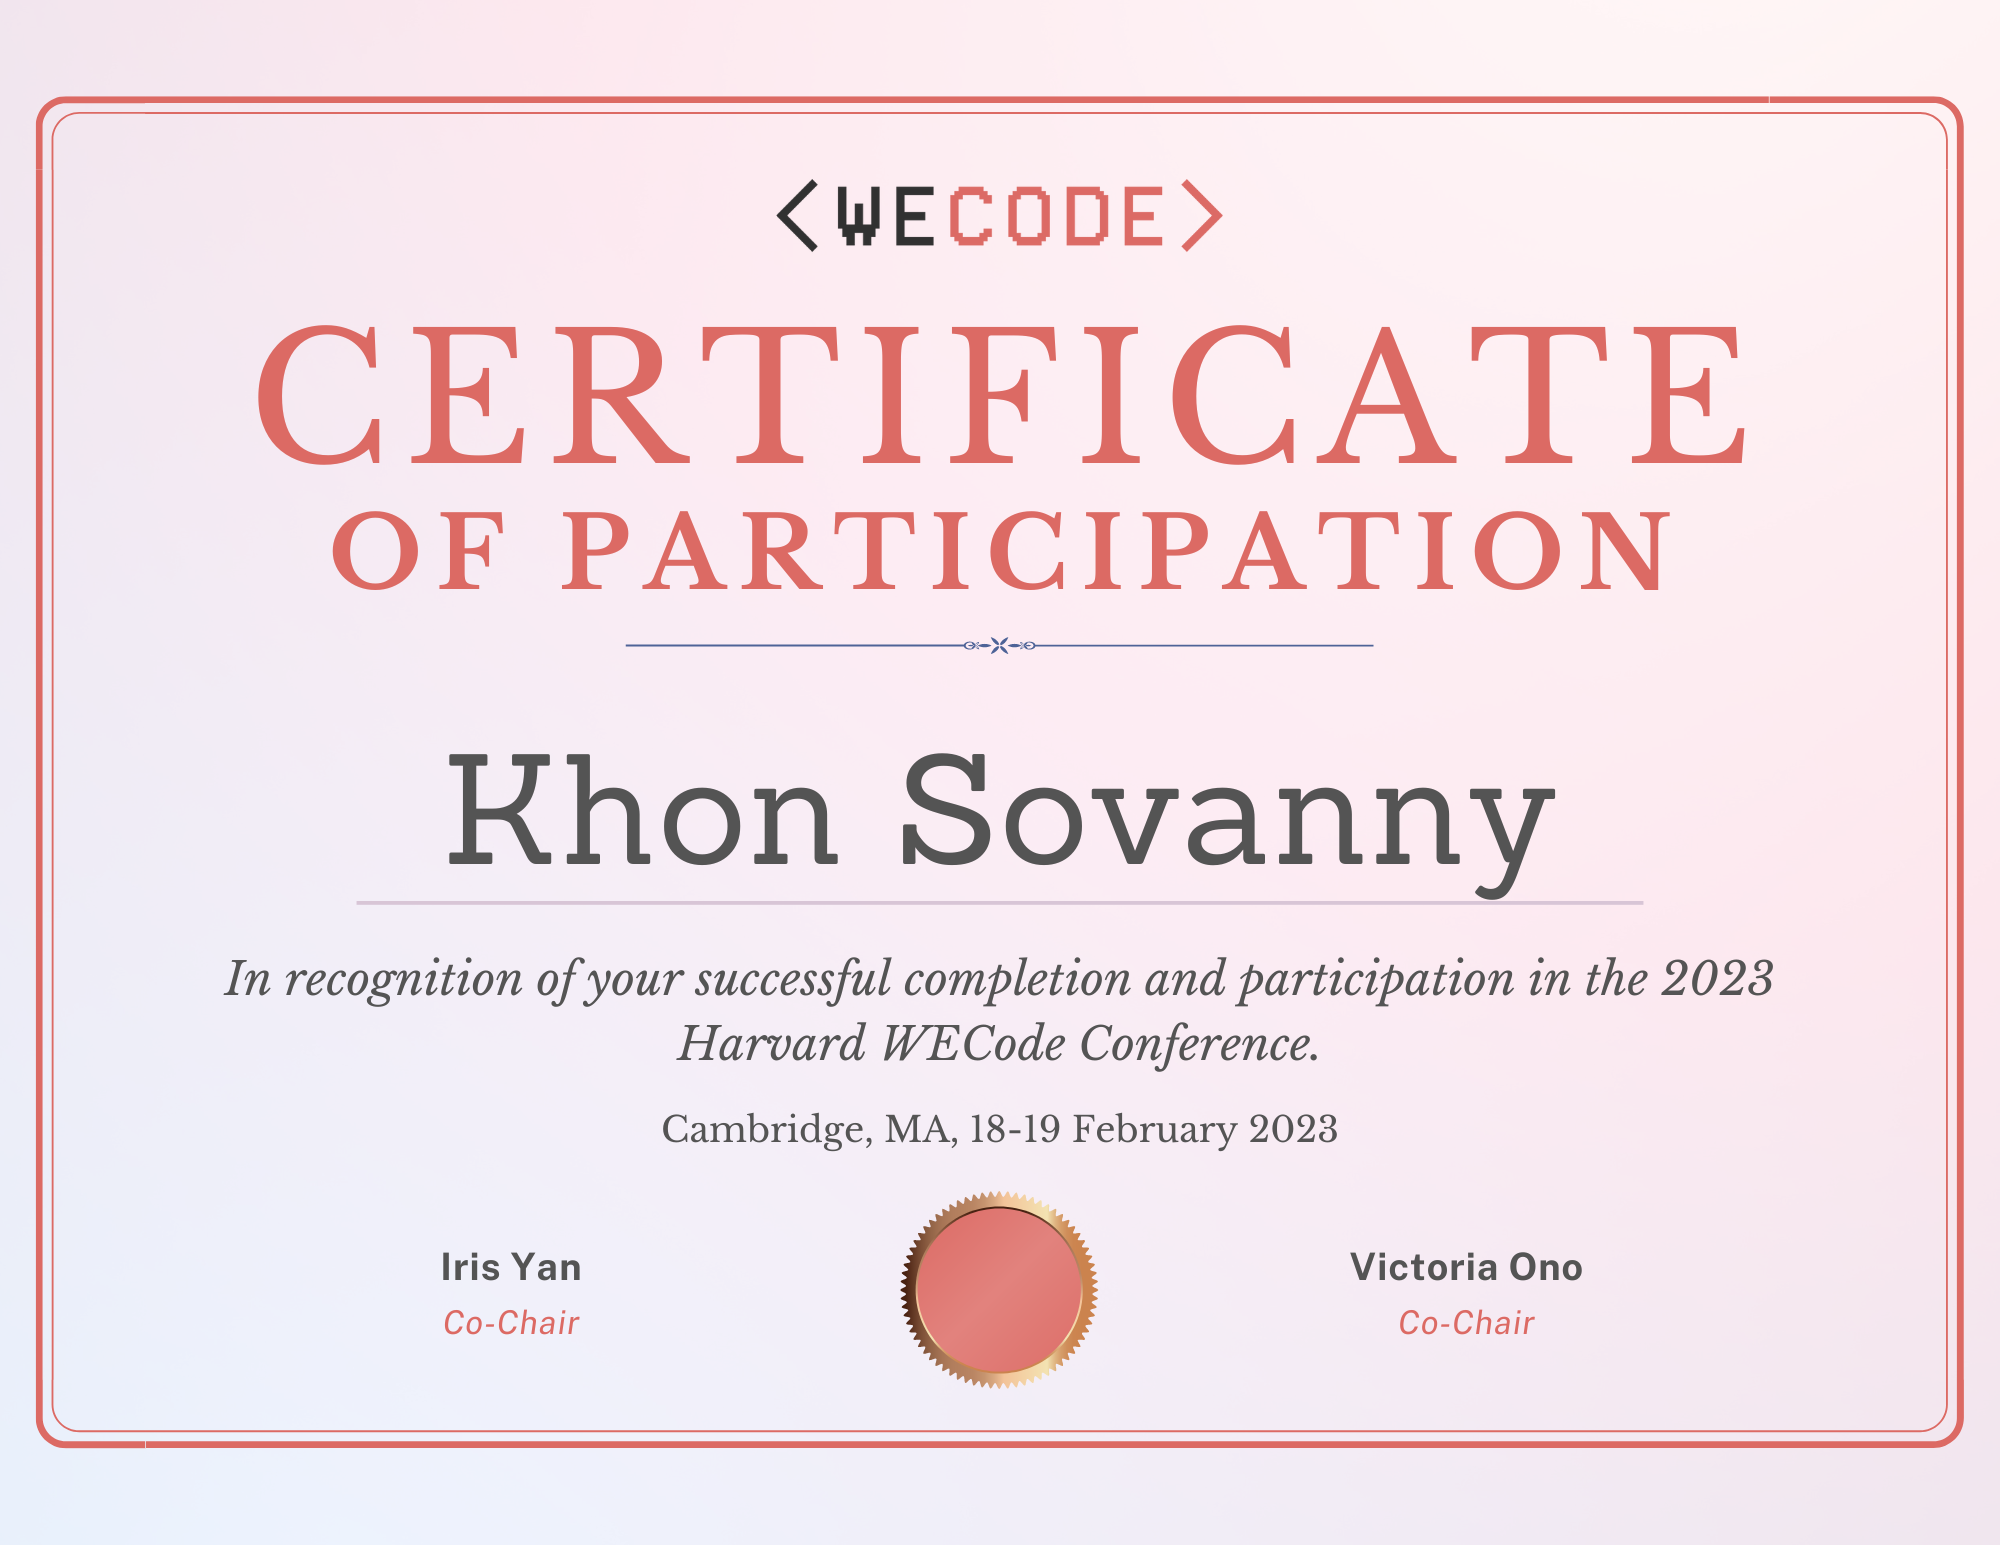 <WECODE>
CERTIFICATE
OF PARTICIPATION
Khon Sovanny
In recognition of your successful completion and participation in the 2023
Harvard WECode Conference.
Cambridge, MA, 18-19 February 2023
Iris Yan
Co-Chair
Victoria Ono
Co-Chair